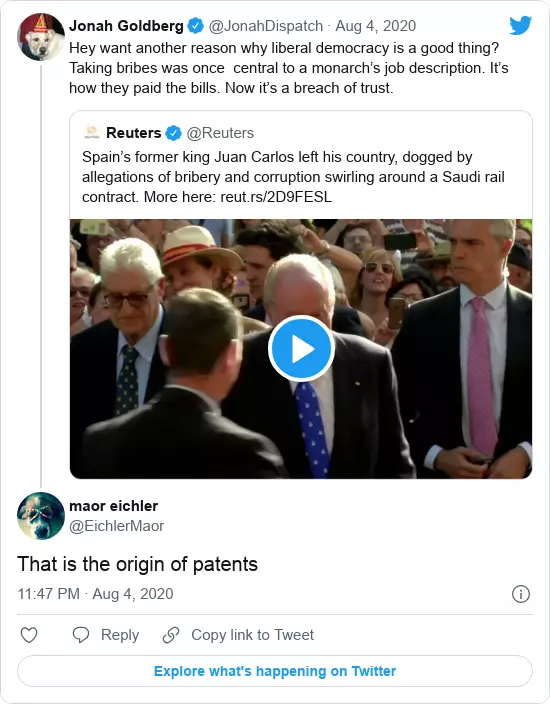 Jonah Goldberg @JonahDispatch · Aug 4, 2020
Hey want another reason why liberal democracy is a good thing?
Taking bribes was once central to a monarch's job description. It's
how they paid the bills. Now it's a breach of trust.
Reuters @Reuters
Spain's former king Juan Carlos left his country, dogged by
allegations of bribery and corruption swirling around a Saudi rail
contract. More here: reut.rs/2D9FESL
maor eichler
@EichlerMaor
That is the origin of patents
11:47 PM · Aug 4, 2020
Reply Copy link to Tweet
Explore what's happening on Twitter